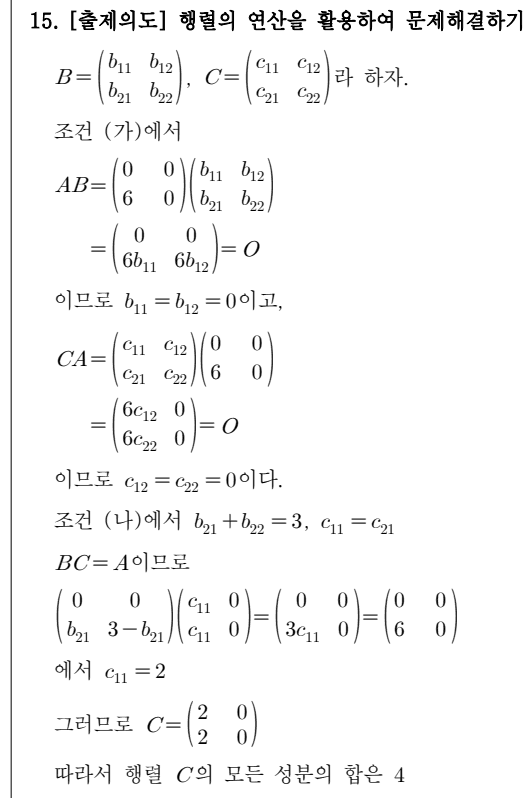 15. [출제의도] 행렬의 연산을 활용하여 문제해결하기
B=(b₁₁ b₁₂; b₂₁ b₂₂), C=(c₁₁ c₁₂; c₂₁ c₂₂)라 하자.
조건 (가)에서
AB=(0 0; 6 0)(b₁₁ b₁₂; b₂₁ b₂₂)
=(0 0; 6b₁₁ 6b₁₂)=O
이므로 b₁₁=b₁₂=0이고,
CA=(c₁₁ c₁₂; c₂₁ c₂₂)(0 0; 6 0)
=(6c₁₂ 0; 6c₂₂ 0)=O
이므로 c₁₂=c₂₂=0이다.
조건 (나)에서 b₂₁+b₂₂=3, c₁₁=c₂₁
BC=A이므로
(0 0; b₂₁ 3-b₂₁)(c₁₁ 0; c₁₁ 0)=(0 0; 3c₁₁ 0)=(0 0; 6 0)
에서 c₁₁=2
그러므로 C=(2 0; 2 0)
따라서 행렬 C의 모든 성분의 합은 4